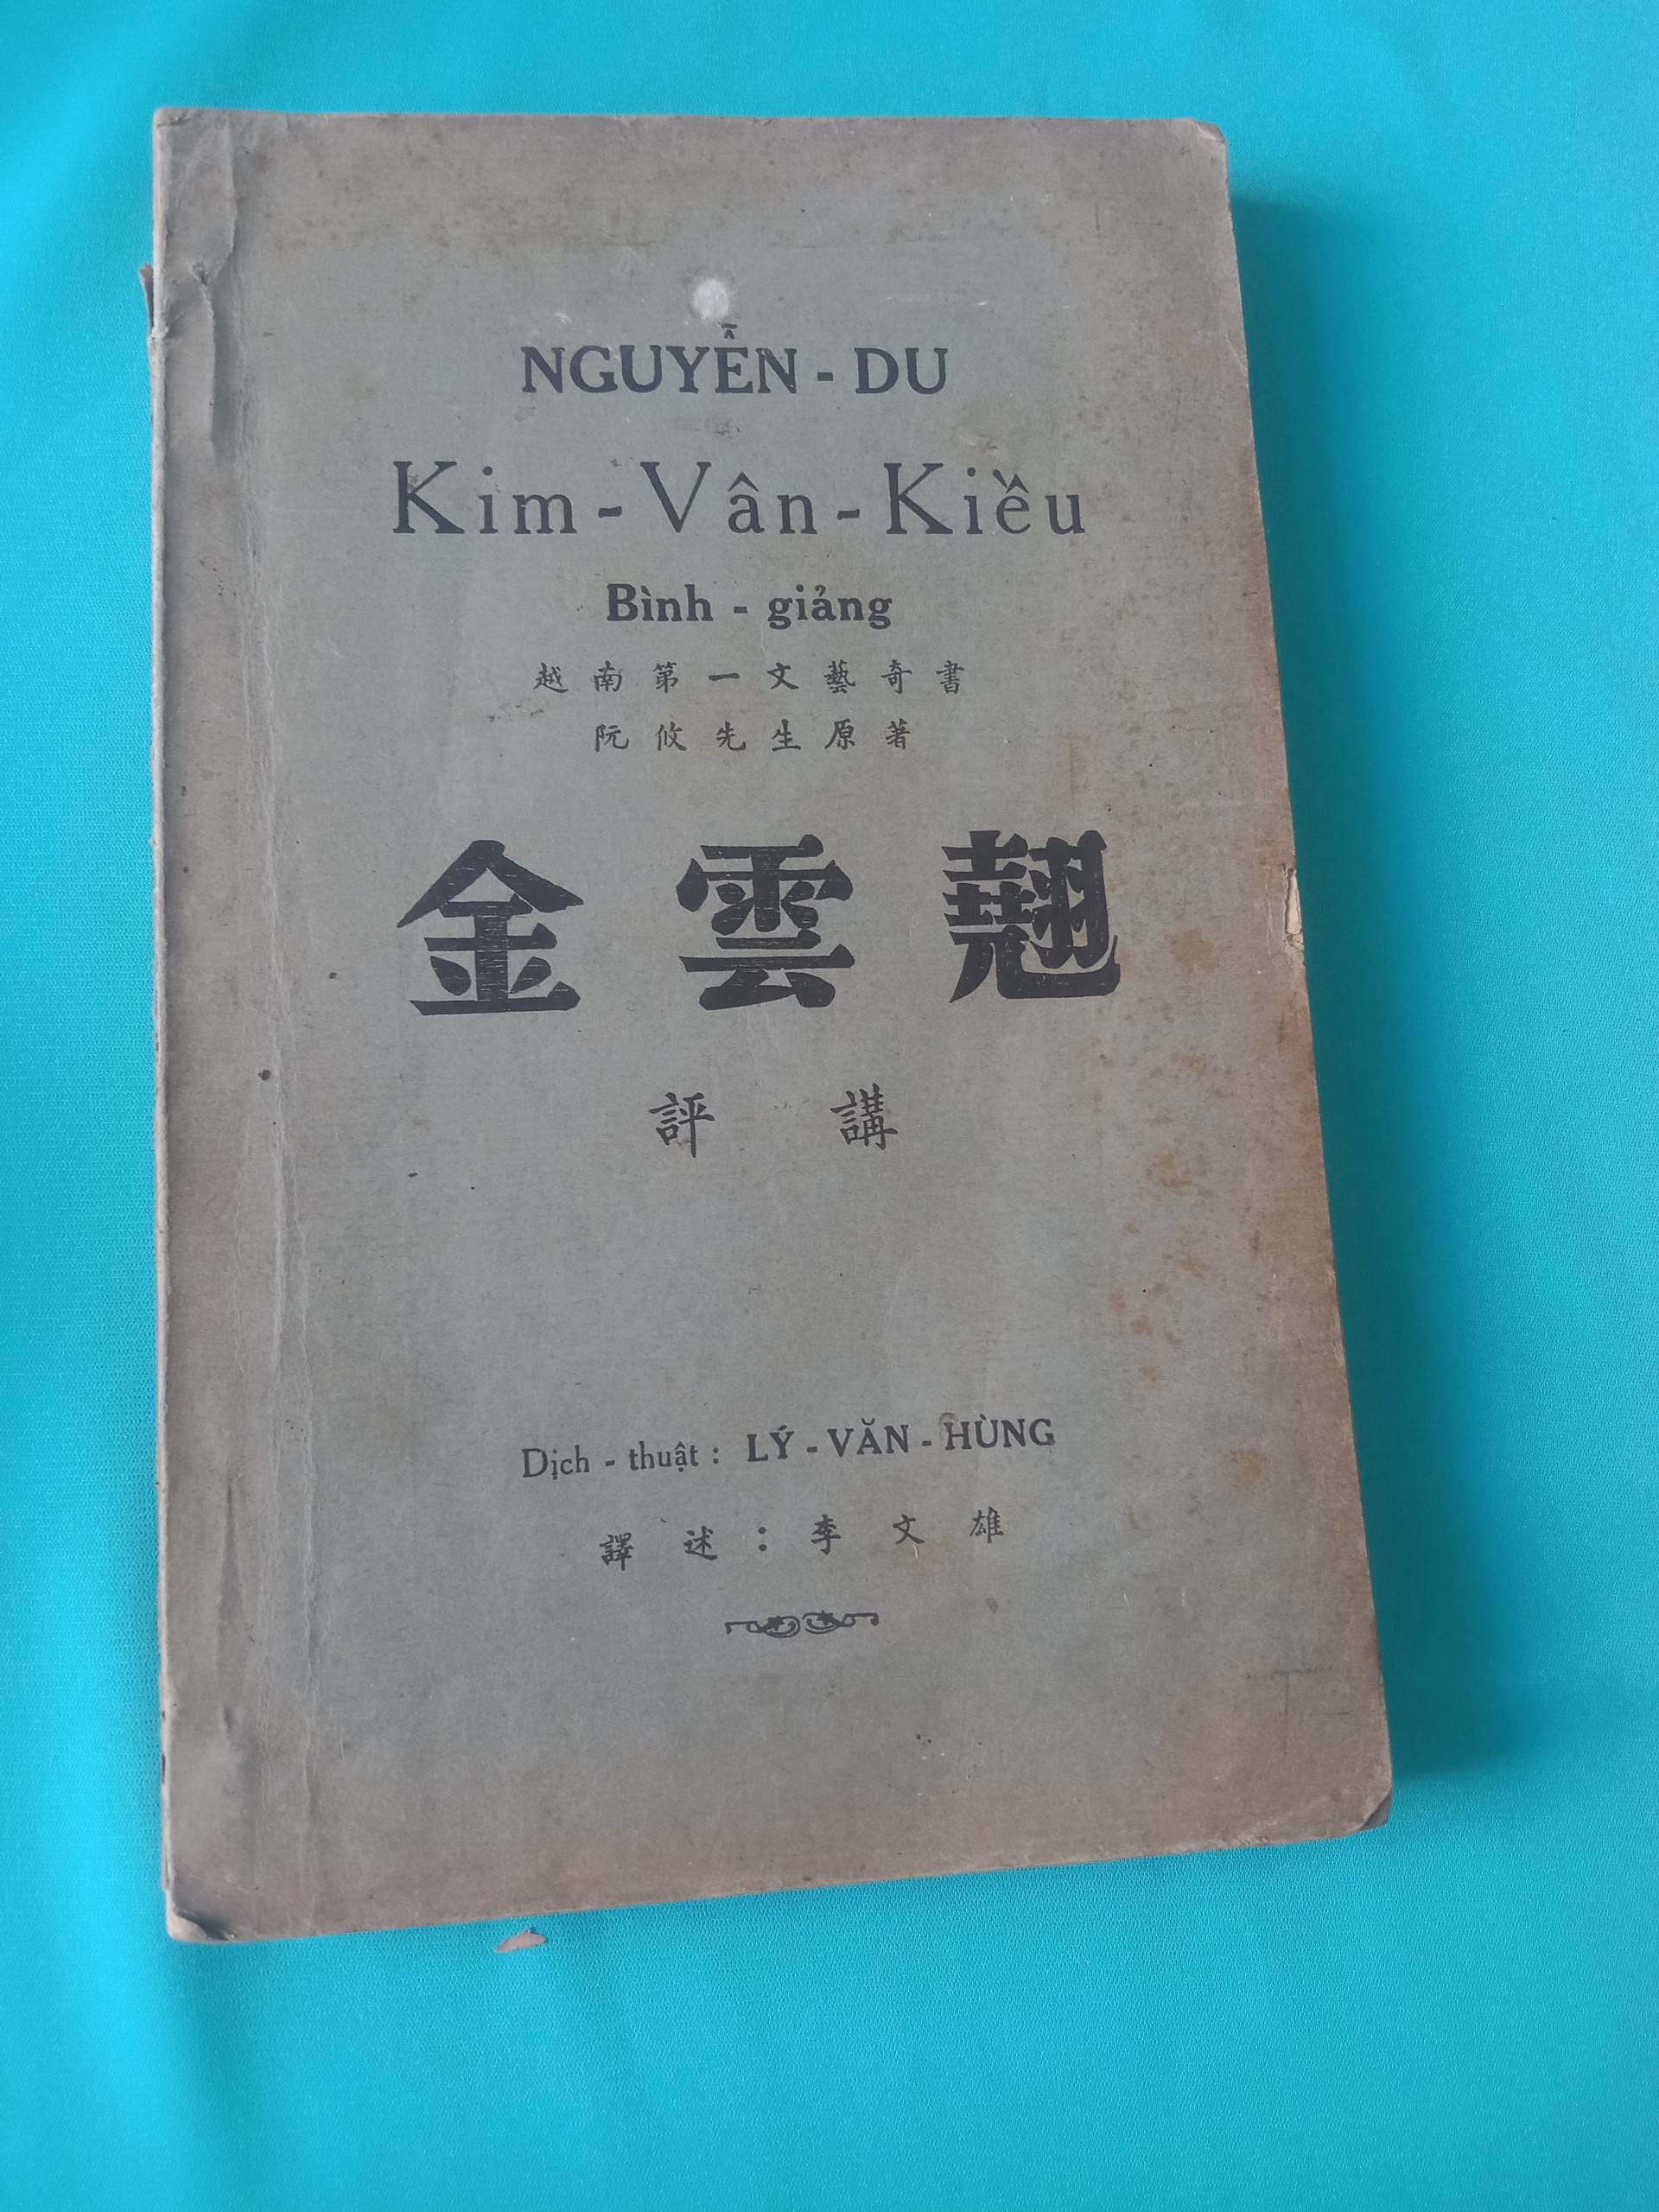 NGUYỄN - DU
Kim - Vân - Kiều
Bình - giảng
越南第一文藝奇書
阮攸先生原著
金雲翹
評講
Dịch - thuật : LÝ - VĂN - HÙNG
譯述：李文雄